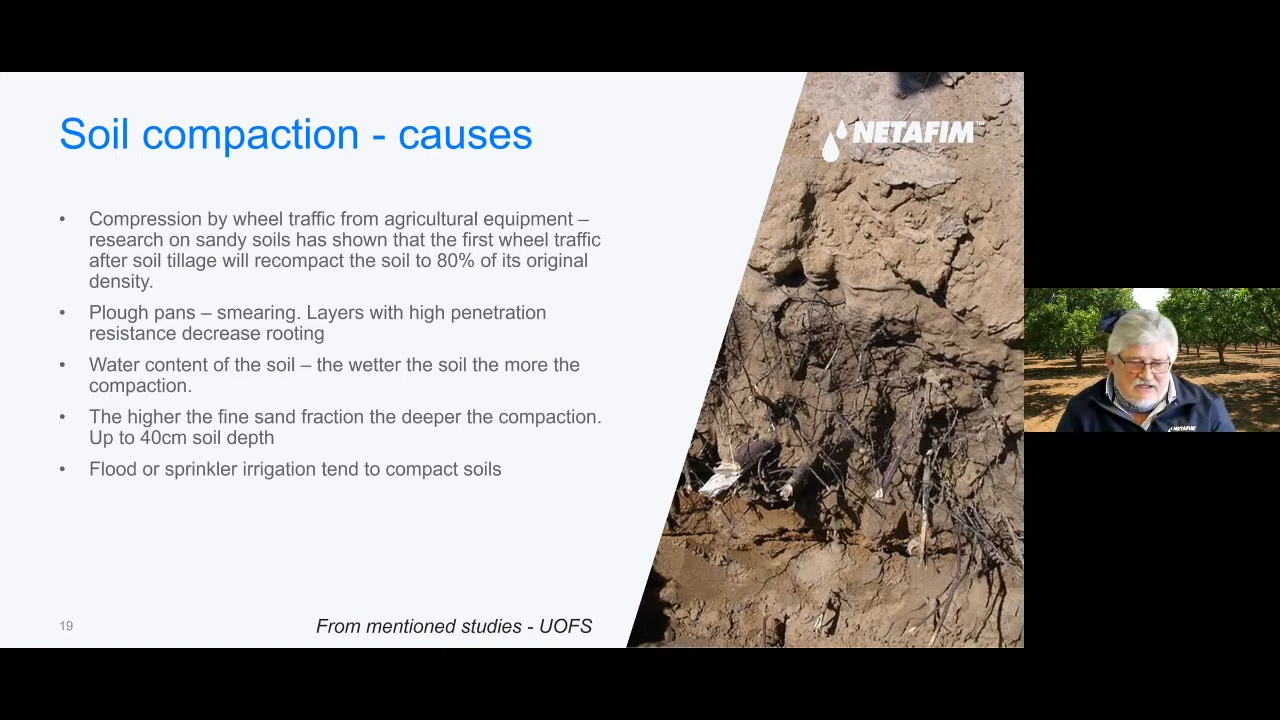 Soil compaction - causes
NETAFIM™
• Compression by wheel traffic from agricultural equipment –
research on sandy soils has shown that the first wheel traffic
after soil tillage will recompact the soil to 80% of its original
density.
• Plough pans – smearing. Layers with high penetration
resistance decrease rooting
• Water content of the soil – the wetter the soil the more the
compaction.
• The higher the fine sand fraction the deeper the compaction.
Up to 40cm soil depth
• Flood or sprinkler irrigation tend to compact soils
NETAFIM
19
From mentioned studies - UOFS